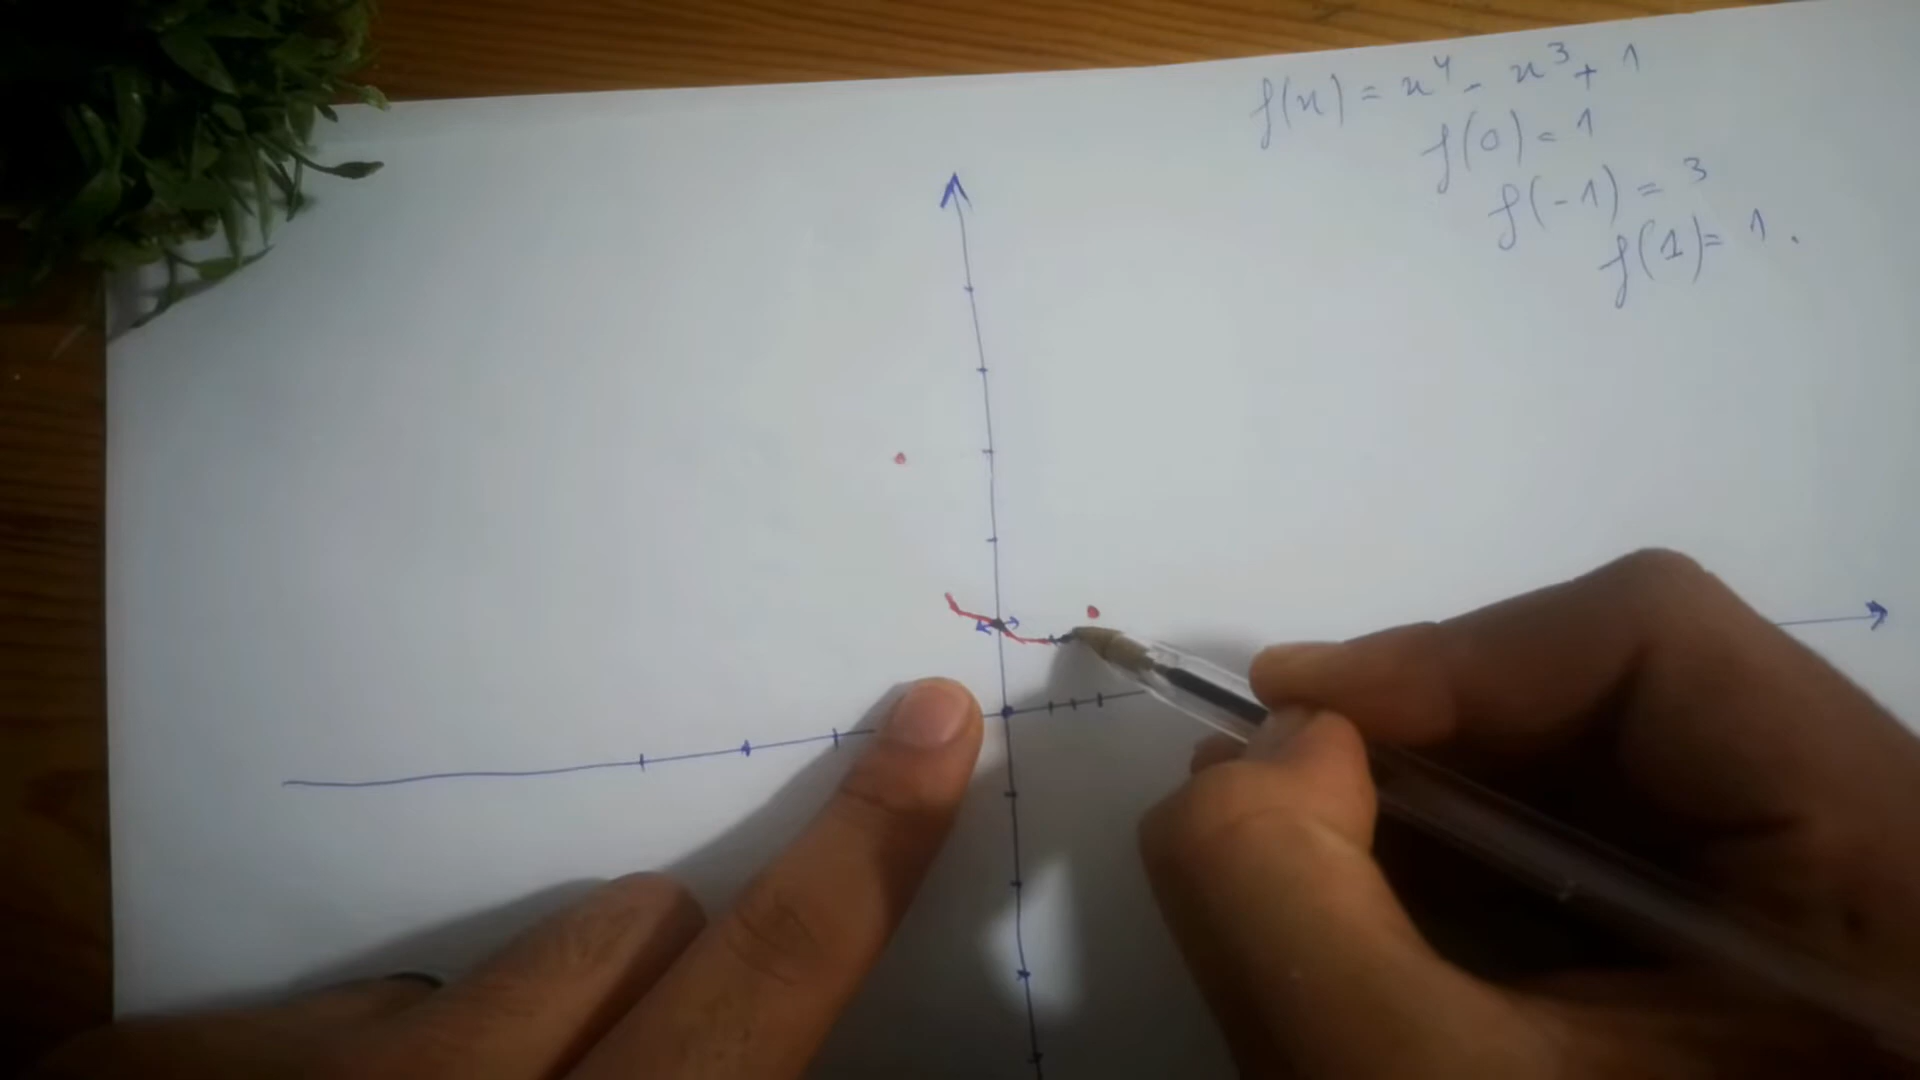 f(x) = x⁴ - x³ + 1
f(0) = 1
f(-1) = 3
f(1) = 1.